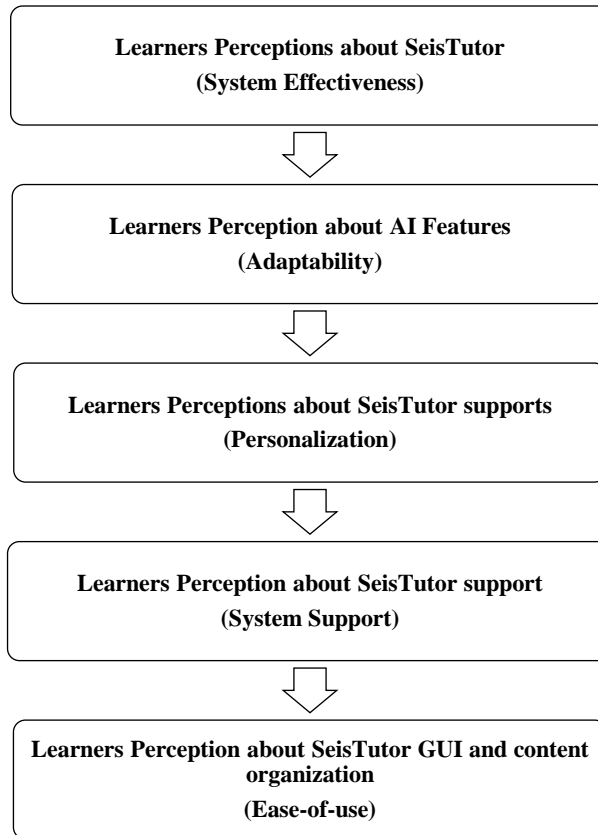 Learners Perceptions about SeisTutor
(System Effectiveness)
Learners Perception about AI Features
(Adaptability)
Learners Perceptions about SeisTutor supports
(Personalization)
Learners Perception about SeisTutor support
(System Support)
Learners Perception about SeisTutor GUI and content
organization
(Ease-of-use)